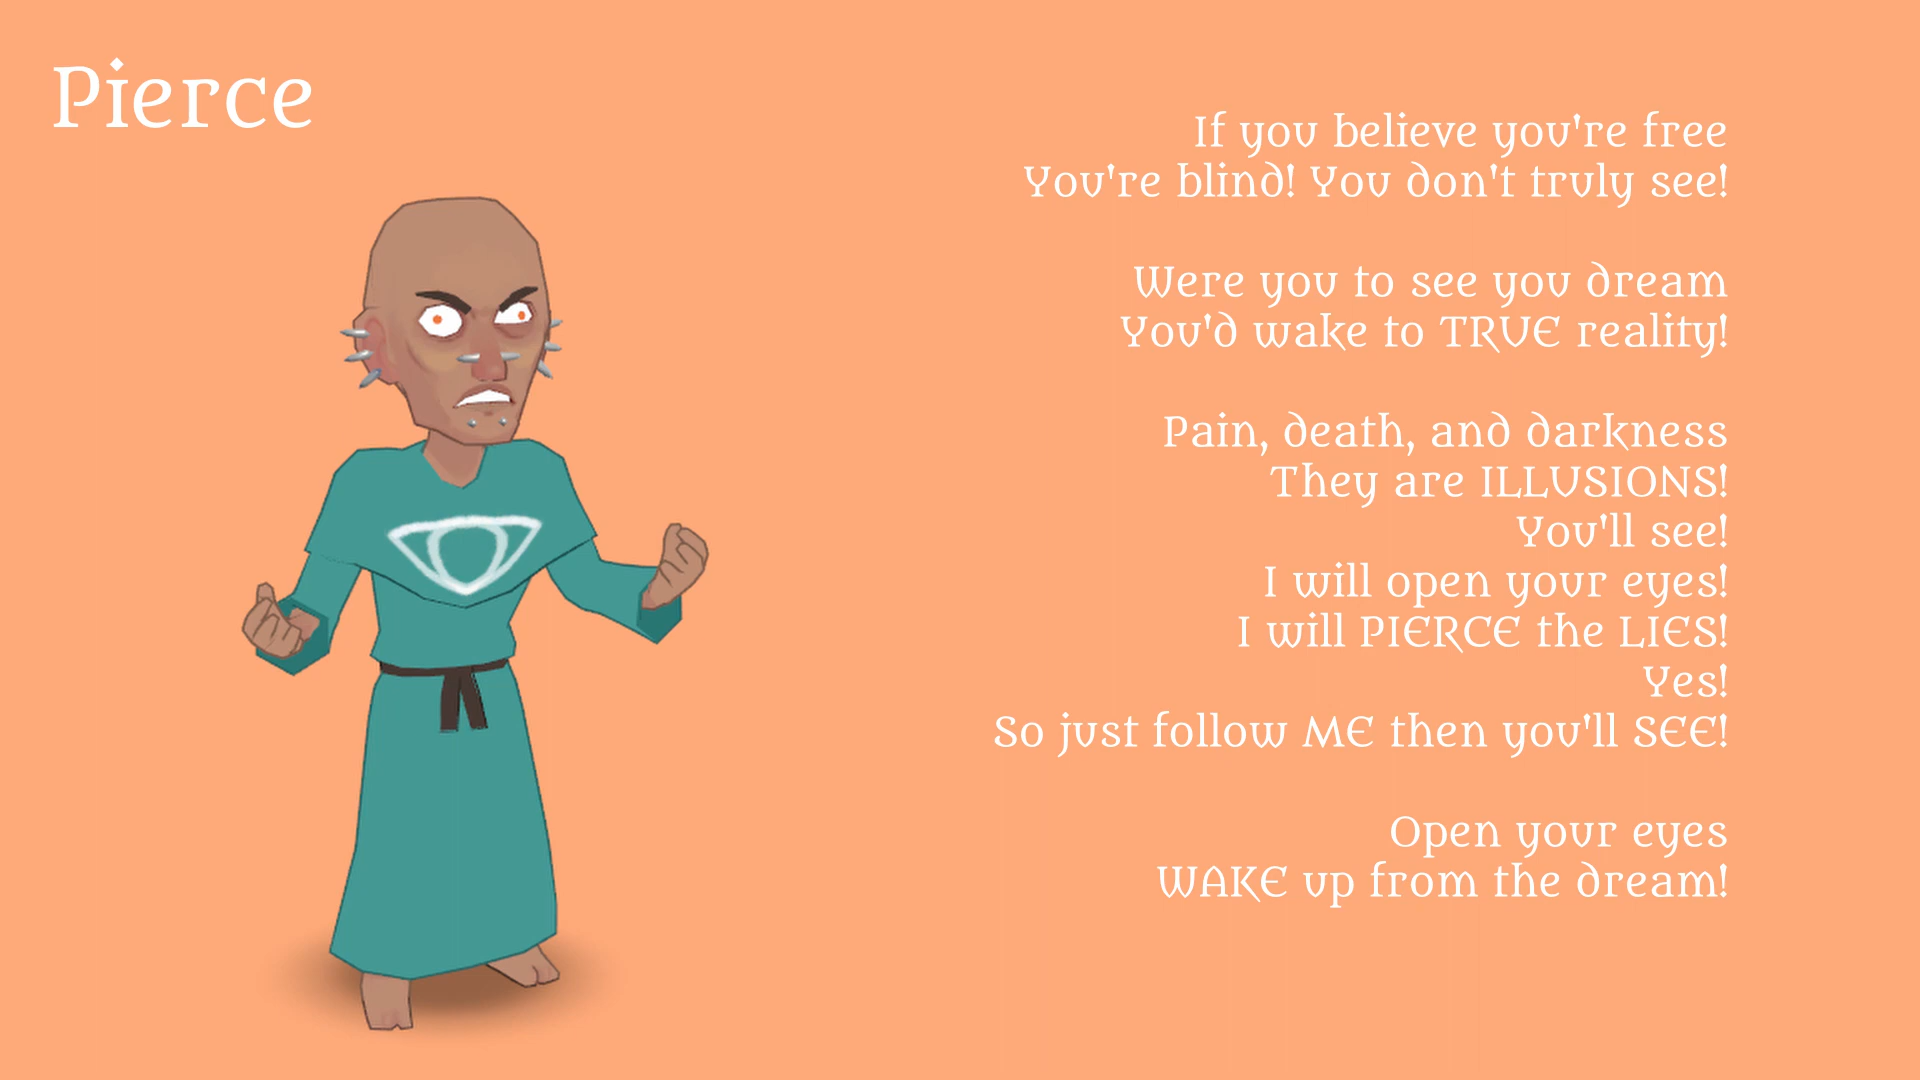 Pierce
If you believe you're free
You're blind! You don't truly see!
Were you to see you dream
You'd wake to TRUE reality!
Pain, death, and darkness
They are ILLUSIONS!
You'll see!
I will open your eyes!
I will PIERCE the LIES!
Yes!
So just follow ME then you'll SEE!
Open your eyes
WAKE up from the dream!